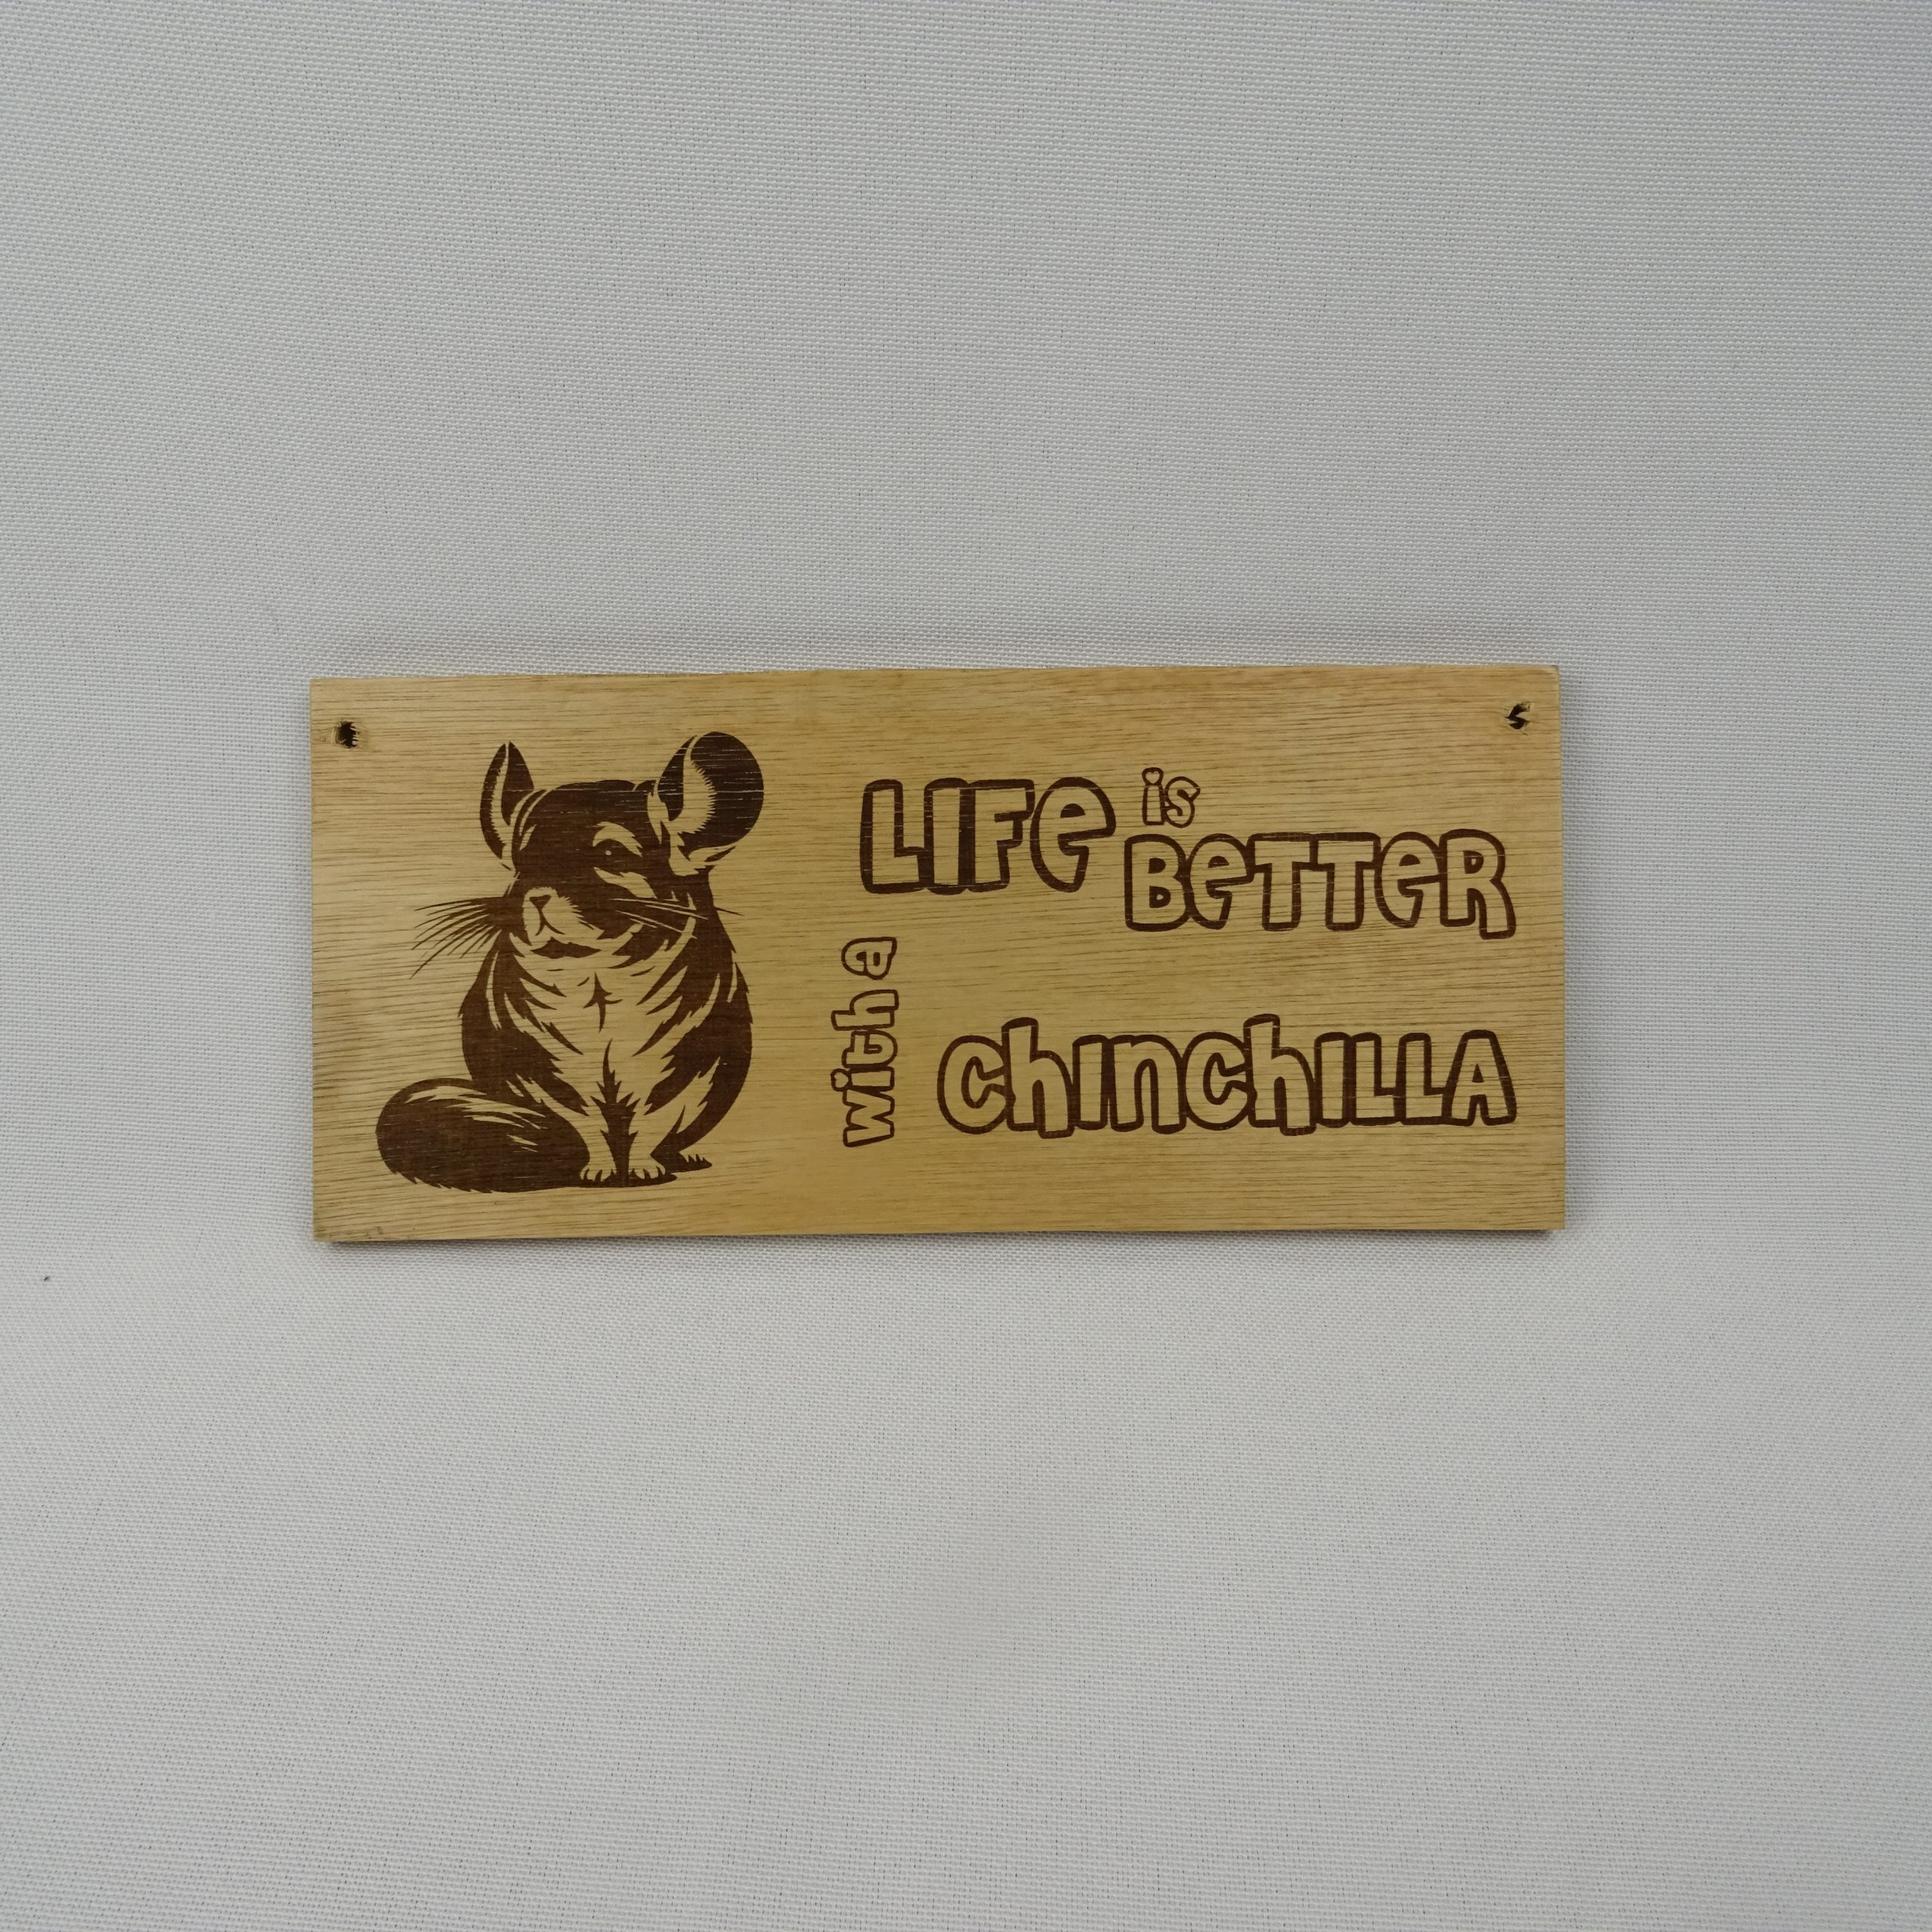 LIFe is
BeTTeR
with a
chinchiLLA